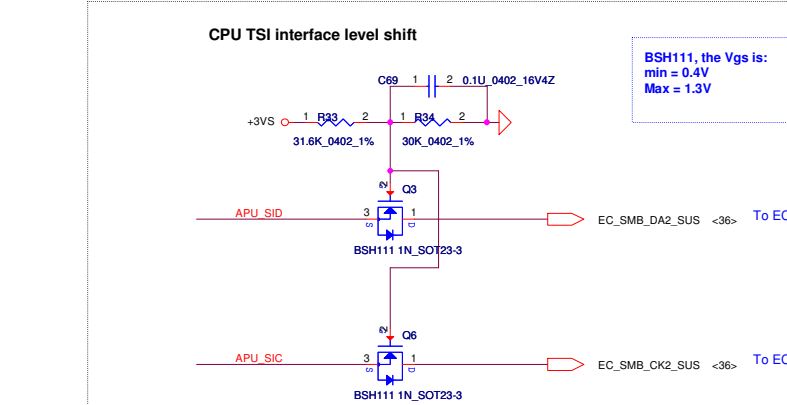 CPU TSI interface level shift
BSH111, the Vgs is:
min = 0.4V
Max = 1.3V
C69 1 2 0.1U_0402_16V4Z
+3VS 1 R33 2 1 R34 2
31.6K_0402_1% 30K_0402_1%
2 Q3
APU_SID 3 1
S D
EC_SMB_DA2_SUS <36> To EC
BSH111 1N_SOT23-3
2 Q6
APU_SIC 3 1
S D
EC_SMB_CK2_SUS <36> To EC
BSH111 1N_SOT23-3